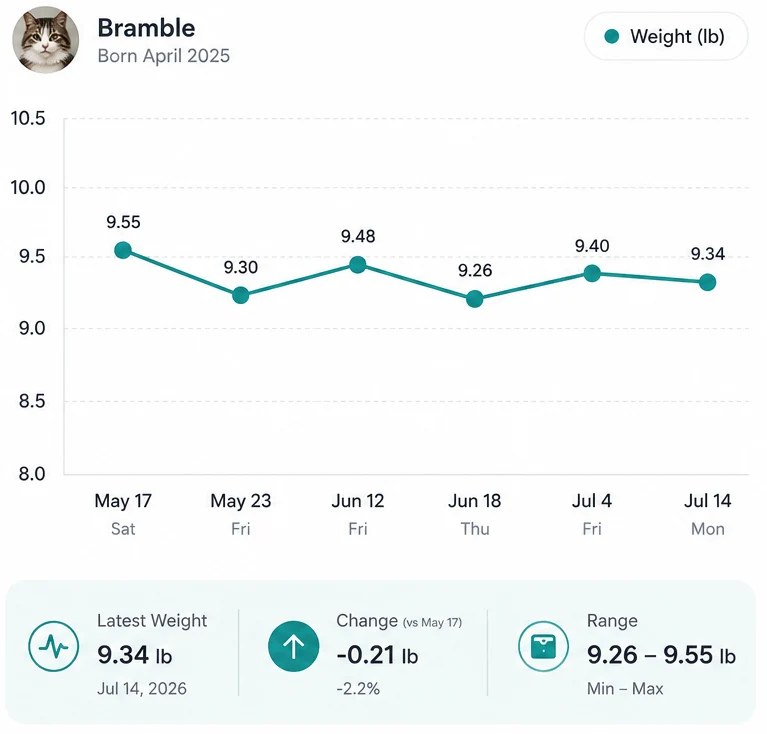 Bramble
Born April 2025
Weight (lb)
10.5
10.0
9.5
9.0
8.5
8.0
9.55
9.30
9.48
9.26
9.40
9.34
May 17
Sat
May 23
Fri
Jun 12
Fri
Jun 18
Thu
Jul 4
Fri
Jul 14
Mon
Latest Weight
9.34 lb
Jul 14, 2026
Change (vs May 17)
-0.21 lb
-2.2%
Range
9.26 – 9.55 lb
Min – Max